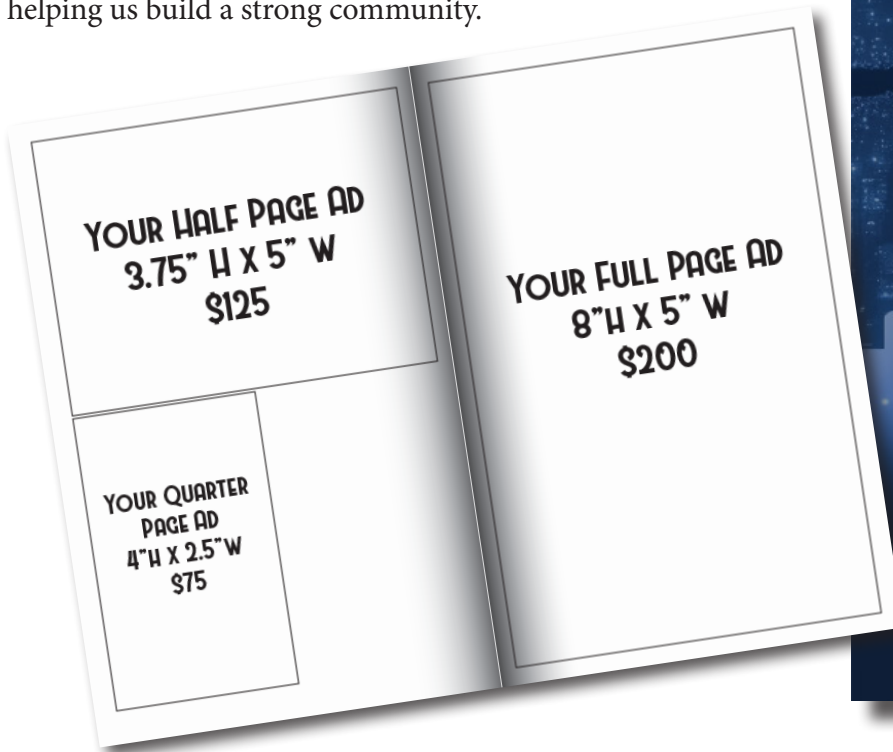 helping us build a strong community.
Your Half Page Ad
3.75” H x 5” W
$125
Your Quarter
Page Ad
4”H x 2.5”W
$75
Your Full Page Ad
8”H x 5” W
$200